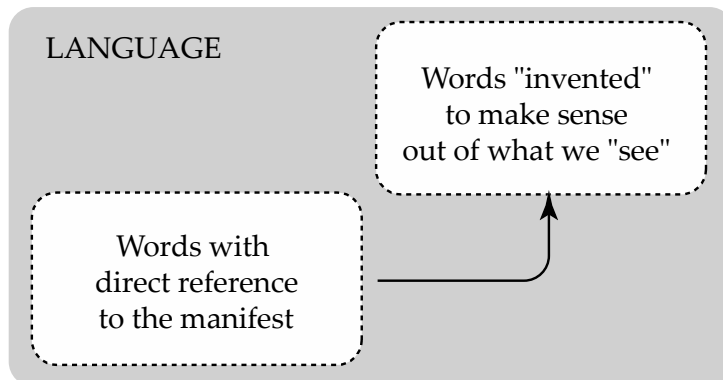 LANGUAGE
Words "invented"
to make sense
out of what we "see"
Words with
direct reference
to the manifest